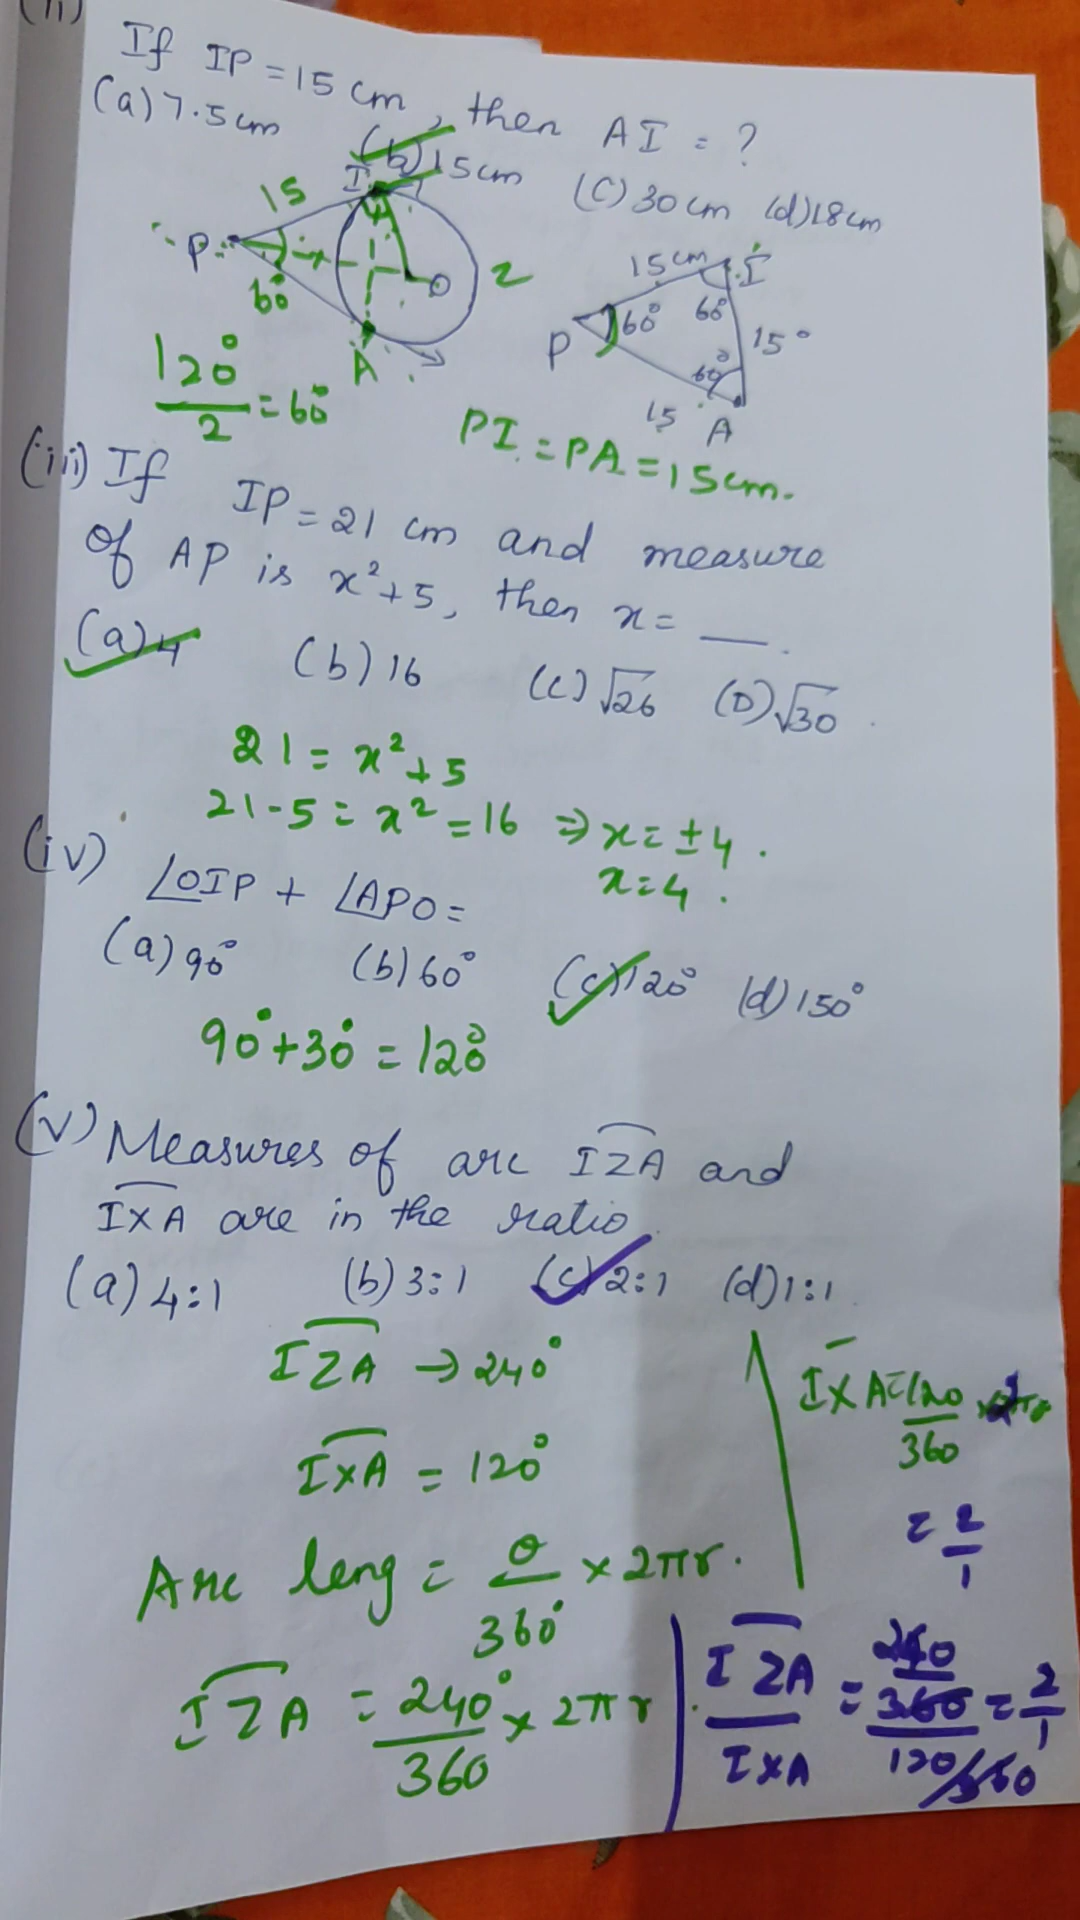 (ii)
If IP = 15 cm, then AI = ?
(a) 7.5 cm (b) 15 cm (C) 30 cm (d) 18 cm
I
15
P
x
O
Z
60°
A
15 cm I
60° 60°
P
15°
60°
15 A
120°/2 = 60°
PI = PA = 15 cm.
(iii) If IP = 21 cm and measure
of AP is x² + 5, then x = __.
(a) 4 (b) 16 (c) √26 (D) √30
21 = x² + 5
21 - 5 = x² = 16 ⇒ x = ±4.
x = 4.
(iv) ∠OIP + ∠APO =
(a) 90° (b) 60° (c) 120° (d) 150°
90° + 30° = 120°
(v) Measures of arc IZA and
IXA are in the ratio.
(a) 4:1 (b) 3:1 (c) 2:1 (d) 1:1
IZA → 240°
IXA = 120°
Arc leng = θ/360° × 2πr.
IZA = 240°/360 × 2πr
IXA = 120/360 ×
= 2/1
IZA/IXA = 240/360/120/360 = 2/1